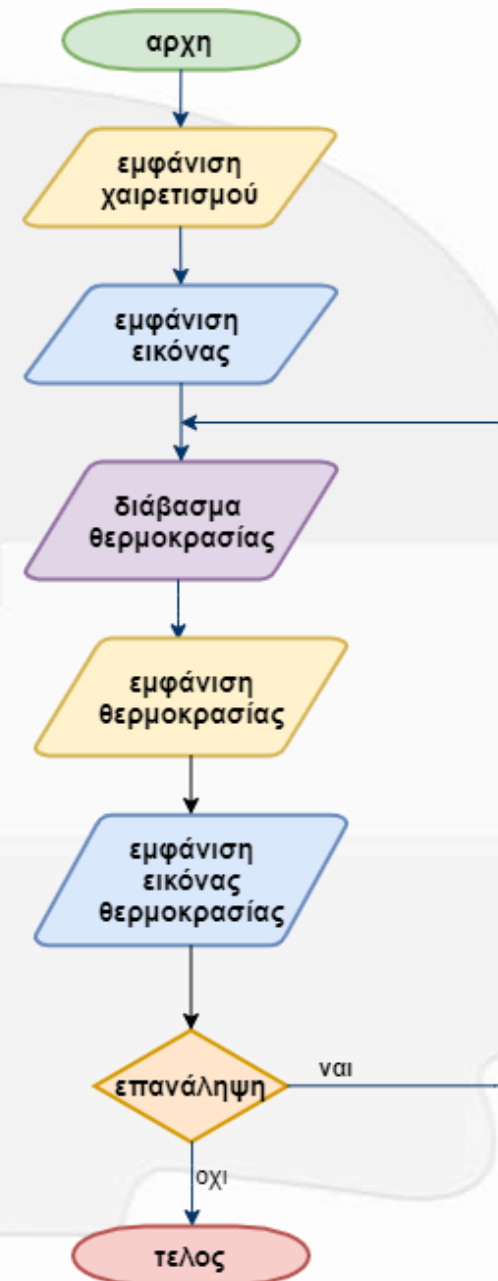 αρχη
εμφάνιση
χαιρετισμού
εμφάνιση
εικόνας
διάβασμα
θερμοκρασίας
εμφάνιση
θερμοκρασίας
εμφάνιση
εικόνας
θερμοκρασίας
επανάληψη
ναι
οχι
τελος